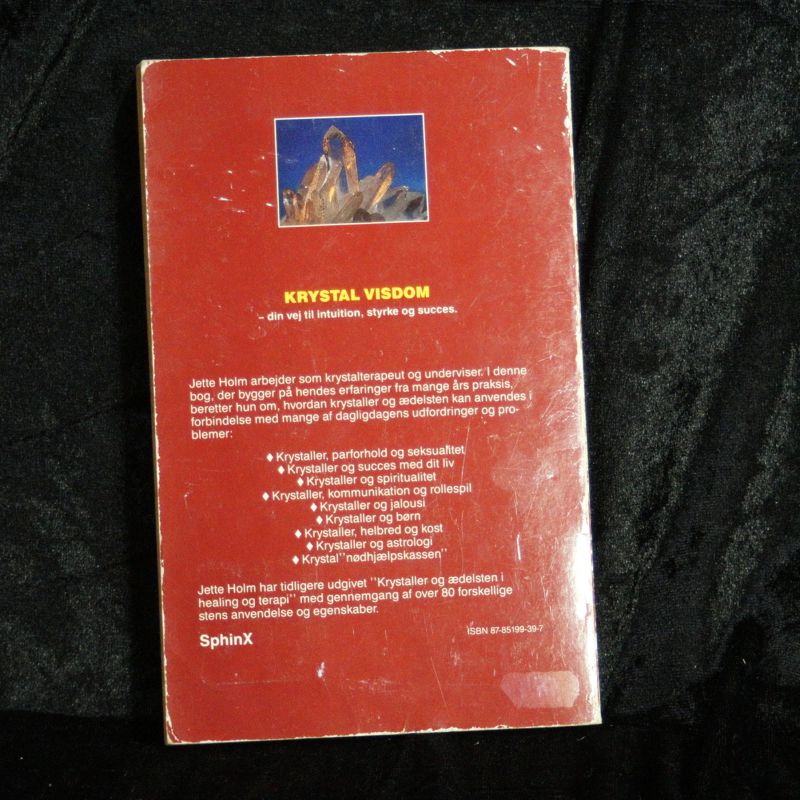 KRYSTAL VISDOM
– din vej til intuition, styrke og succes.
Jette Holm arbejder som krystalterapeut og underviser. I denne
bog, der bygger på hendes erfaringer fra mange års praksis,
beretter hun om, hvordan krystaller og ædelsten kan anvendes i
forbindelse med mange af dagligdagens udfordringer og pro-
blemer:
♦ Krystaller, parforhold og seksualitet
♦ Krystaller og succes med dit liv
♦ Krystaller og spiritualitet
♦ Krystaller, kommunikation og rollespil
♦ Krystaller og jalousi
♦ Krystaller og børn
♦ Krystaller, helbred og kost
♦ Krystaller og astrologi
♦ Krystal''nødhjælpskassen''
Jette Holm har tidligere udgivet ''Krystaller og ædelsten i
healing og terapi'' med gennemgang af over 80 forskellige
stens anvendelse og egenskaber.
SphinX
ISBN 87-85199-39-7